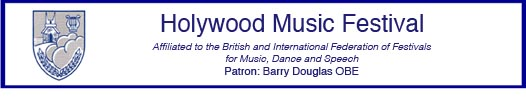 Holywood Music Festival
Affiliated to the British and International Federation of Festivals
for Music, Dance and Speech
Patron: Barry Douglas OBE